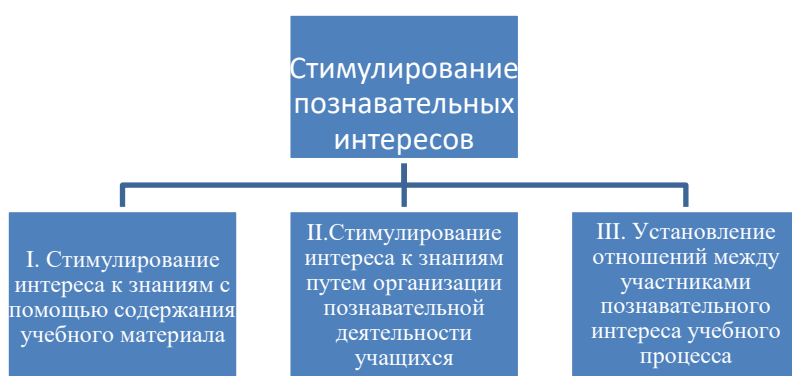 Стимулирование
познавательных
интересов
I. Стимулирование
интереса к знаниям с
помощью содержания
учебного материала
II.Стимулирование
интереса к знаниям
путем организации
познавательной
деятельности
учащихся
III. Установление
отношений между
участниками
познавательного
интереса учебного
процесса